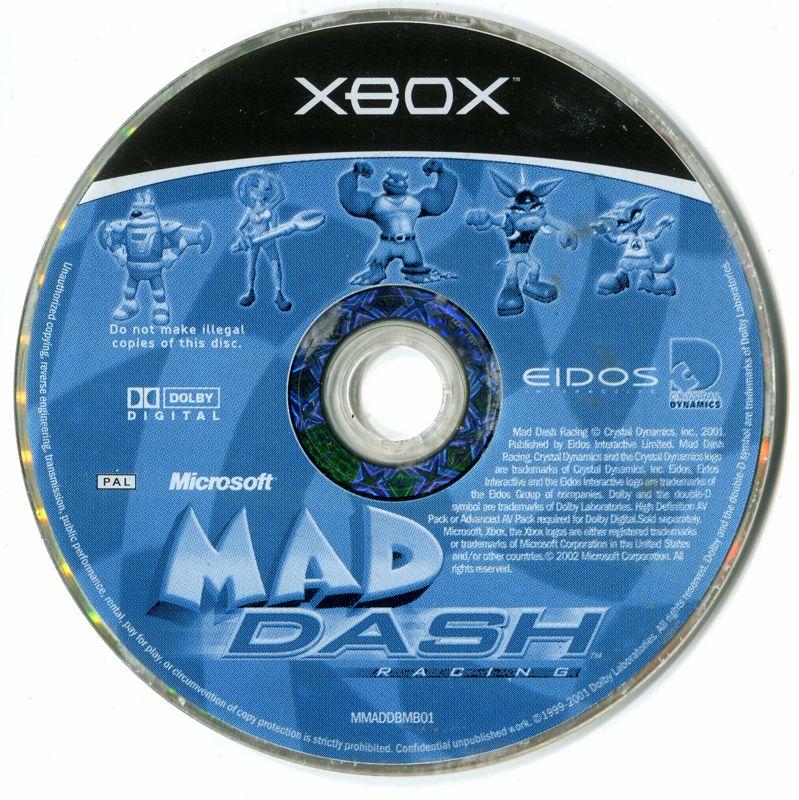 XBOX™
Do not make illegal
copies of this disc.
DOLBY
DIGITAL
EIDOS
INTERACTIVE
CRYSTAL
DYNAMICS
PAL
Microsoft®
Mad Dash Racing © Crystal Dynamics, Inc., 2001.
Published by Eidos Interactive Limited. Mad Dash
Racing, Crystal Dynamics and the Crystal Dynamics logo
are trademarks of Crystal Dynamics, Inc. Eidos, Eidos
Interactive and the Eidos Interactive logo are trademarks of
the Eidos Group of companies. Dolby and the double-D
symbol are trademarks of Dolby Laboratories. High Definition AV
Pack or Advanced AV Pack required for Dolby Digital.Sold separately.
Microsoft, Xbox, the Xbox logos are either registered trademarks
or trademarks of Microsoft Corporation in the United States
and/or other countries.© 2002 Microsoft Corporation. All
rights reserved.
MAD
DASH™
RACING
MMADDBMB01
Unauthorized copying, reverse engineering, transmission, public performance, rental, pay for play, or circumvention of copy protection is strictly prohibited. Confidential unpublished work. ©1999-2001 Dolby Laboratories. All rights reserved. Dolby and the double-D symbol are trademarks of Dolby Laboratories.